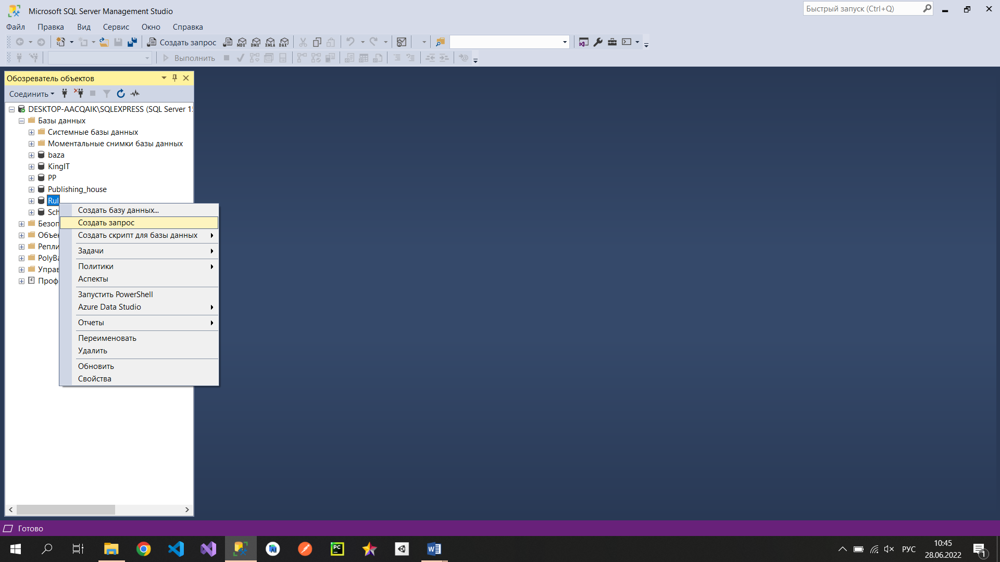 Microsoft SQL Server Management Studio
Быстрый запуск (Ctrl+Q)
Файл Правка Вид Сервис Окно Справка
Создать запрос MDX DMX XMLA DAX
Выполнить
Обозреватель объектов
Соединить
DESKTOP-AACQAIK\SQLEXPRESS (SQL Server 15
Базы данных
Системные базы данных
Моментальные снимки базы данных
baza
KingIT
PP
Publishing_house
Rul
Sch
Безоп
Объек
Репли
PolyBa
Управ
Проф
Создать базу данных...
Создать запрос
Создать скрипт для базы данных
Задачи
Политики
Аспекты
Запустить PowerShell
Azure Data Studio
Отчеты
Переименовать
Удалить
Обновить
Свойства
Готово
PC
W
РУС
10:45
28.06.2022
1